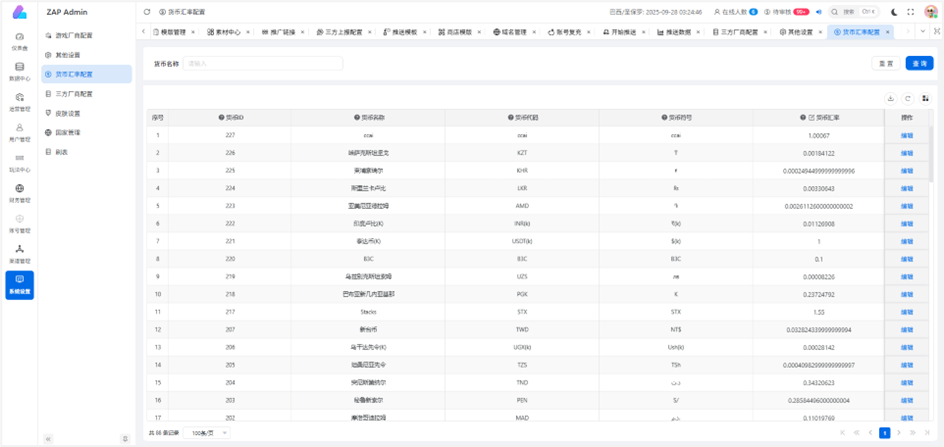 ZAP Admin
货币汇率配置
巴西/圣保罗: 2025-09-28 03:24:46
在线人数 6
待审核 99+
搜索 Ctrl K
模版管理 × 素材中心 × 推广链接 × 三方上报配置 × 推送模板 × 商店模版 × 域名管理 × 账号复充 × 开始推送 × 推送数据 × 三方厂商配置 × 其他设置 × 货币汇率配置 ×
仪表盘
数据中心
运营管理
用户管理
玩法中心
财务管理
账号管理
渠道管理
系统设置
游戏厂商配置
其他设置
货币汇率配置
三方厂商配置
皮肤设置
国家管理
刷表
货币名称 请输入 重置 查询
序号 货币ID 货币名称 货币代码 货币符号 货币汇率 操作
1 227 1.00067 编辑
2 226 哈萨克斯坦坚戈 KZT 0.00184122 编辑
3 225 柬埔寨瑞尔 KHR 0.00024944999999999996 编辑
4 224 斯里兰卡卢比 LKR Rs 0.00330643 编辑
5 223 亚美尼亚德拉姆 AMD 0.0026112600000000002 编辑
6 222 印度卢比(K) INR(k) ₹(k) 0.01126908 编辑
7 221 泰达币(K) USDT(k) $(k) 1 编辑
8 220 B3C B3C B3C 0.1 编辑
9 219 乌兹别克斯坦索姆 UZS 0.00008226 编辑
10 218 巴布亚新几内亚基那 PGK K 0.23724792 编辑
11 217 Stacks STX STX 1.55 编辑
12 207 新台币 TWD NT$ 0.032824339999999994 编辑
13 206 乌干达先令(K) UGX(k) Ush(k) 0.00028142 编辑
14 205 坦桑尼亚先令 TZS TSh 0.00040982999999999997 编辑
15 204 突尼斯第纳尔 TND د.ت 0.34320623 编辑
16 203 秘鲁新索尔 PEN S/ 0.28584496000000004 编辑
17 202 摩洛哥迪拉姆 MAD 0.11019769 编辑
100条/页
1